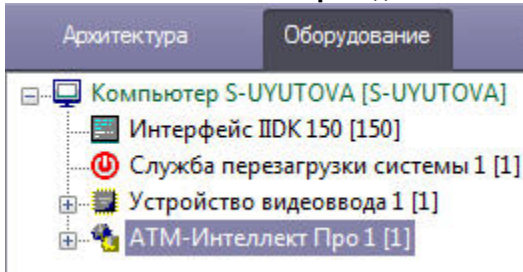 Архитектура Оборудование
Компьютер S-UYUTOVA [S-UYUTOVA]
Интерфейс IIDK 150 [150]
Служба перезагрузки системы 1 [1]
Устройство видеоввода 1 [1]
АТМ-Интеллект Про 1 [1]